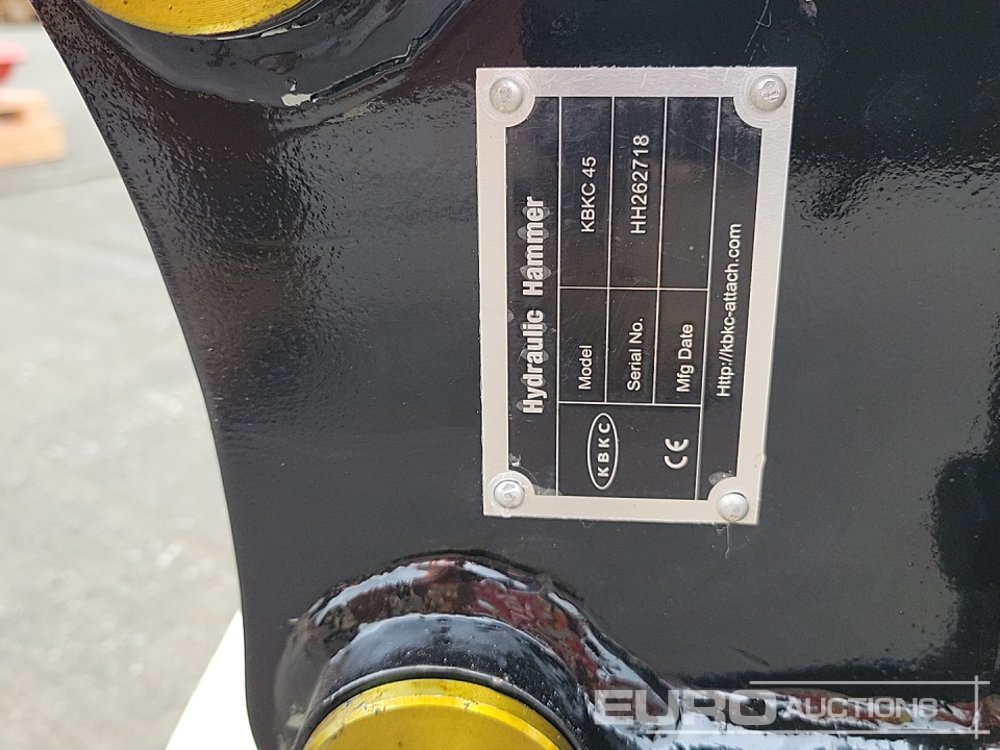 Hydraulic Hammer
KBKC
Model KBKC 45
Serial No. HH262718
CE
Mfg Date
Http://kbkc-attach.com
EURO AUCTIONS